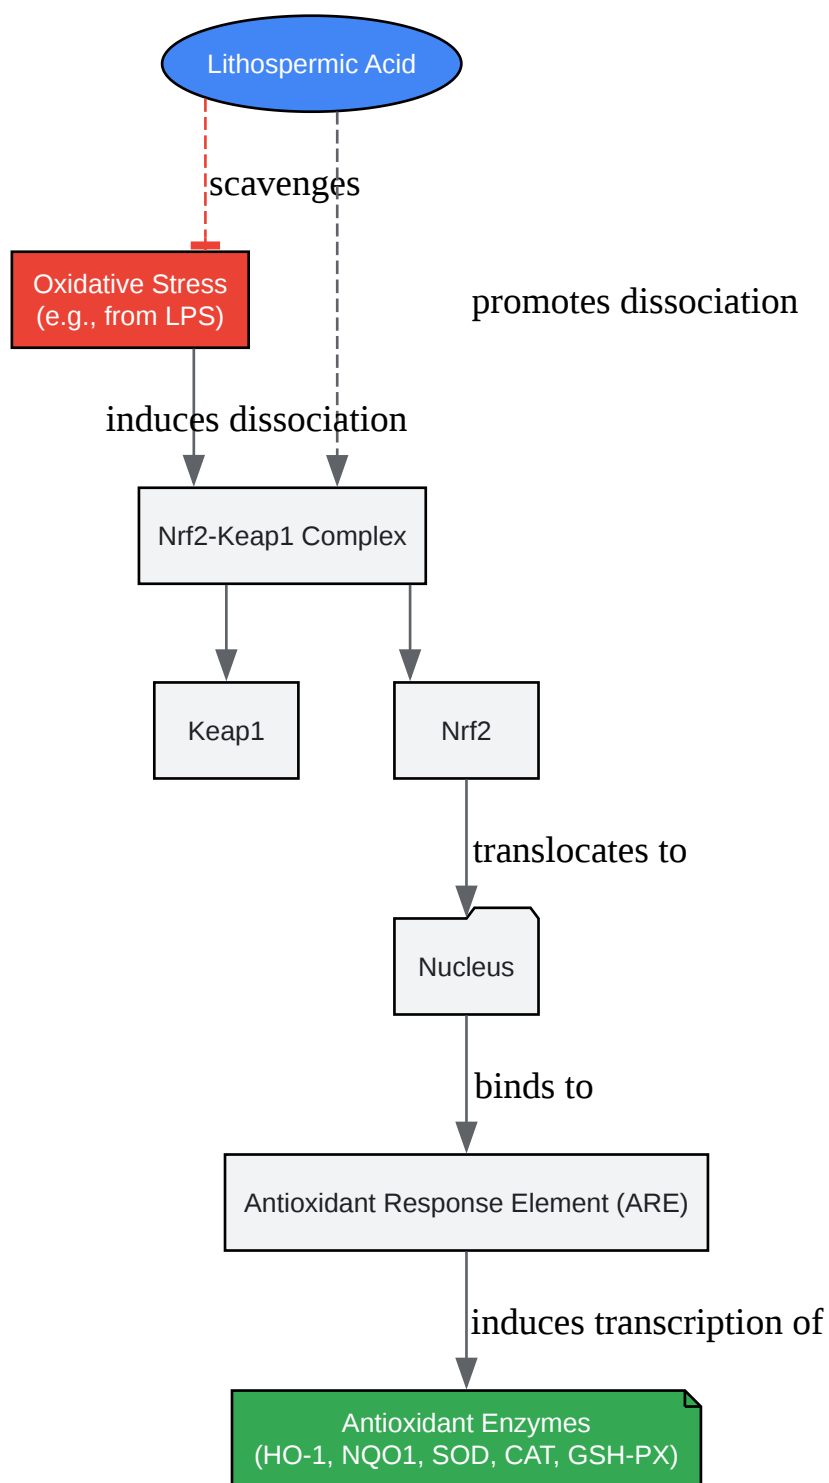 Lithospermic Acid
scavenges
Oxidative Stress
(e.g., from LPS)
promotes dissociation
induces dissociation
Nrf2-Keap1 Complex
Keap1
Nrf2
translocates to
Nucleus
binds to
Antioxidant Response Element (ARE)
induces transcription of
Antioxidant Enzymes
(HO-1, NQO1, SOD, CAT, GSH-PX)